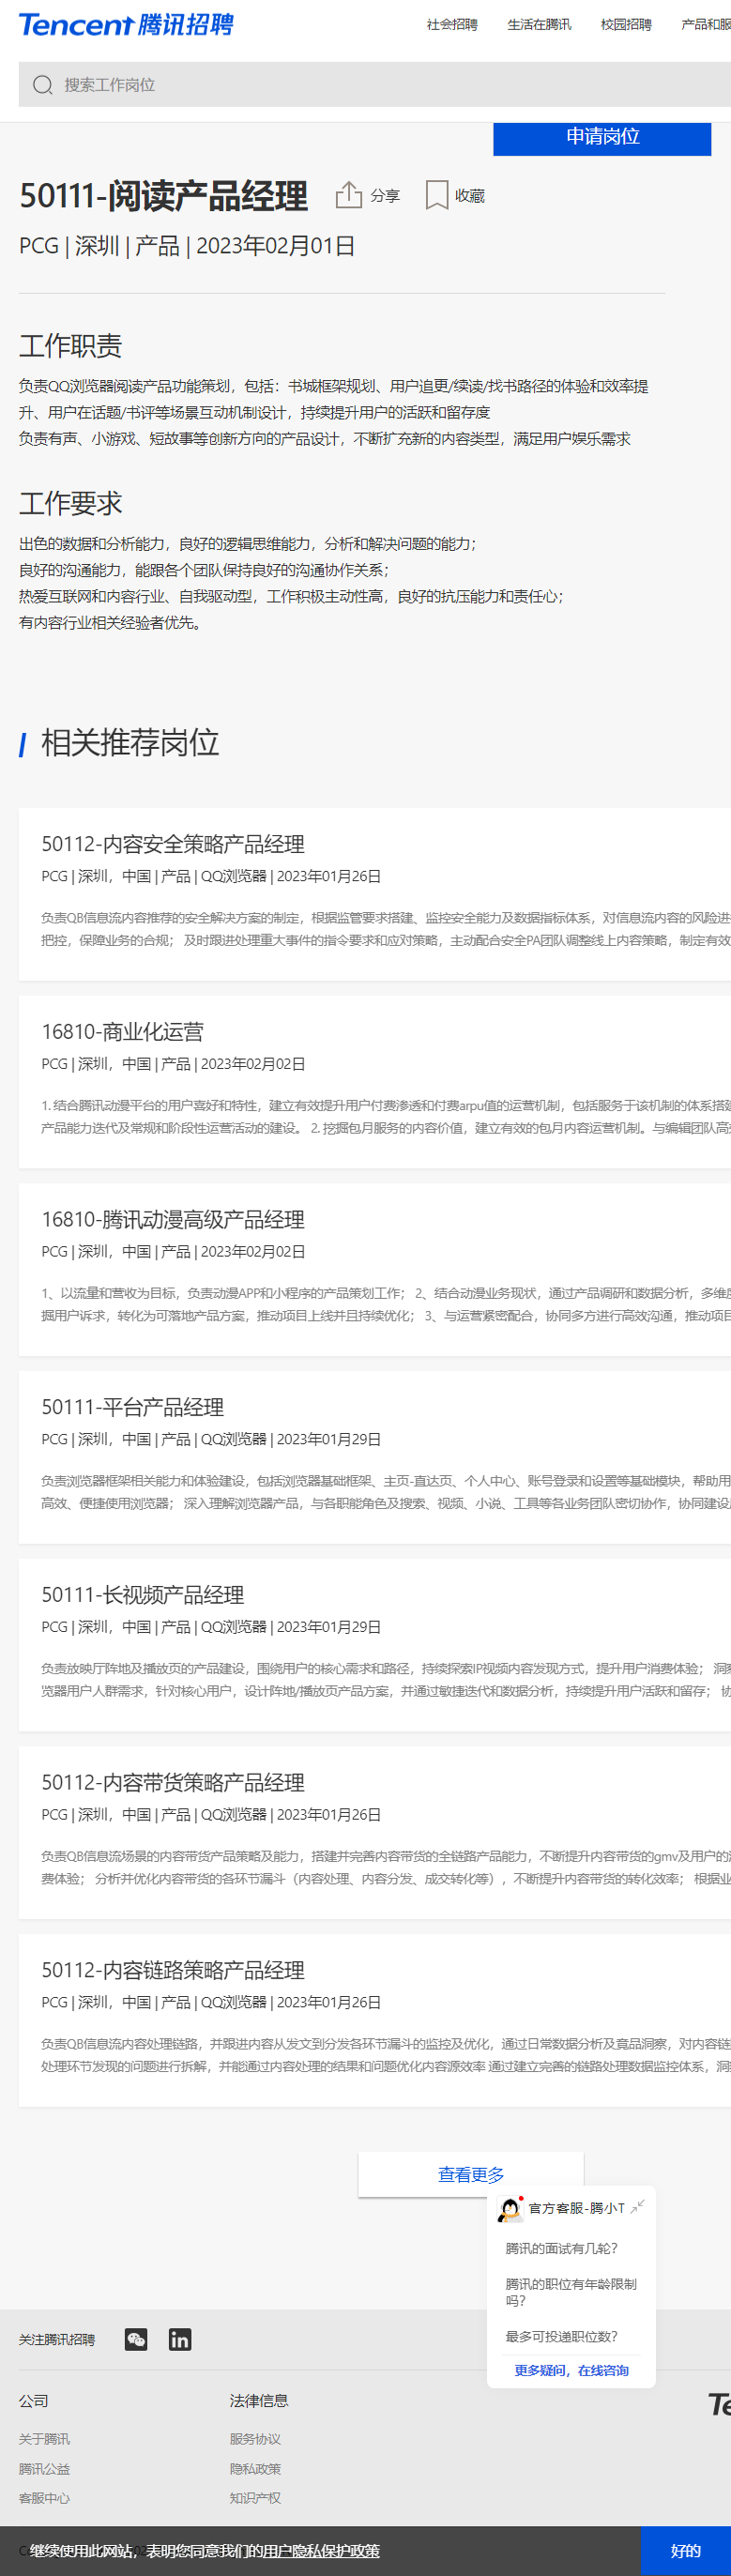 Tencent 腾讯招聘
社会招聘 生活在腾讯 校园招聘 产品和服
搜索工作岗位
申请岗位
50111-阅读产品经理 分享 收藏
PCG | 深圳 | 产品 | 2023年02月01日
工作职责
负责QQ浏览器阅读产品功能策划，包括：书城框架规划、用户追更/续读/找书路径的体验和效率提
升、用户在话题/书评等场景互动机制设计，持续提升用户的活跃和留存度
负责有声、小游戏、短故事等创新方向的产品设计，不断扩充新的内容类型，满足用户娱乐需求
工作要求
出色的数据和分析能力，良好的逻辑思维能力，分析和解决问题的能力；
良好的沟通能力，能跟各个团队保持良好的沟通协作关系；
热爱互联网和内容行业、自我驱动型，工作积极主动性高，良好的抗压能力和责任心；
有内容行业相关经验者优先。
相关推荐岗位
50112-内容安全策略产品经理
PCG | 深圳，中国 | 产品 | QQ浏览器 | 2023年01月26日
负责QB信息流内容推荐的安全解决方案的制定，根据监管要求搭建、监控安全能力及数据指标体系，对信息流内容的风险进
把控，保障业务的合规； 及时跟进处理重大事件的指令要求和应对策略，主动配合安全PA团队调整线上内容策略，制定有效
16810-商业化运营
PCG | 深圳，中国 | 产品 | 2023年02月02日
1. 结合腾讯动漫平台的用户喜好和特性，建立有效提升用户付费渗透和付费arpu值的运营机制，包括服务于该机制的体系搭建
产品能力迭代及常规和阶段性运营活动的建设。 2. 挖掘包月服务的内容价值，建立有效的包月内容运营机制。与编辑团队高
16810-腾讯动漫高级产品经理
PCG | 深圳，中国 | 产品 | 2023年02月02日
1、以流量和营收为目标，负责动漫APP和小程序的产品策划工作； 2、结合动漫业务现状，通过产品调研和数据分析，多维
掘用户诉求，转化为可落地产品方案，推动项目上线并且持续优化； 3、与运营紧密配合，协同多方进行高效沟通，推动项目
50111-平台产品经理
PCG | 深圳，中国 | 产品 | QQ浏览器 | 2023年01月29日
负责浏览器框架相关能力和体验建设，包括浏览器基础框架、主页-直达页、个人中心、账号登录和设置等基础模块，帮助用
高效、便捷使用浏览器； 深入理解浏览器产品，与各职能角色及搜索、视频、小说、工具等各业务团队密切协作，协同建设
50111-长视频产品经理
PCG | 深圳，中国 | 产品 | QQ浏览器 | 2023年01月29日
负责放映厅阵地及播放页的产品建设，围绕用户的核心需求和路径，持续探索IP视频内容发现方式，提升用户消费体验； 洞
览器用户人群需求，针对核心用户，设计阵地/播放页产品方案，并通过敏捷迭代和数据分析，持续提升用户活跃和留存； 协
50112-内容带货策略产品经理
PCG | 深圳，中国 | 产品 | QQ浏览器 | 2023年01月26日
负责QB信息流场景的内容带货产品策略及能力，搭建并完善内容带货的全链路产品能力，不断提升内容带货的gmv及用户的
费体验； 分析并优化内容带货的各环节漏斗（内容处理、内容分发、成交转化等），不断提升内容带货的转化效率； 根据业
50112-内容链路策略产品经理
PCG | 深圳，中国 | 产品 | QQ浏览器 | 2023年01月26日
负责QB信息流内容处理链路，并跟进内容从发文到分发各环节漏斗的监控及优化，通过日常数据分析及竟品洞察，对内容链
处理环节发现的问题进行拆解，并能通过内容处理的结果和问题优化内容源效率 通过建立完善的链路处理数据监控体系，洞
查看更多
官方客服-腾小T
腾讯的面试有几轮？
腾讯的职位有年龄限制
吗？
最多可投递职位数？
更多疑问，在线咨询
关注腾讯招聘
公司 法律信息 Ten
关于腾讯 服务协议
腾讯公益 隐私政策
客服中心 知识产权
继续使用此网站，表明您同意我们的用户隐私保护政策 好的